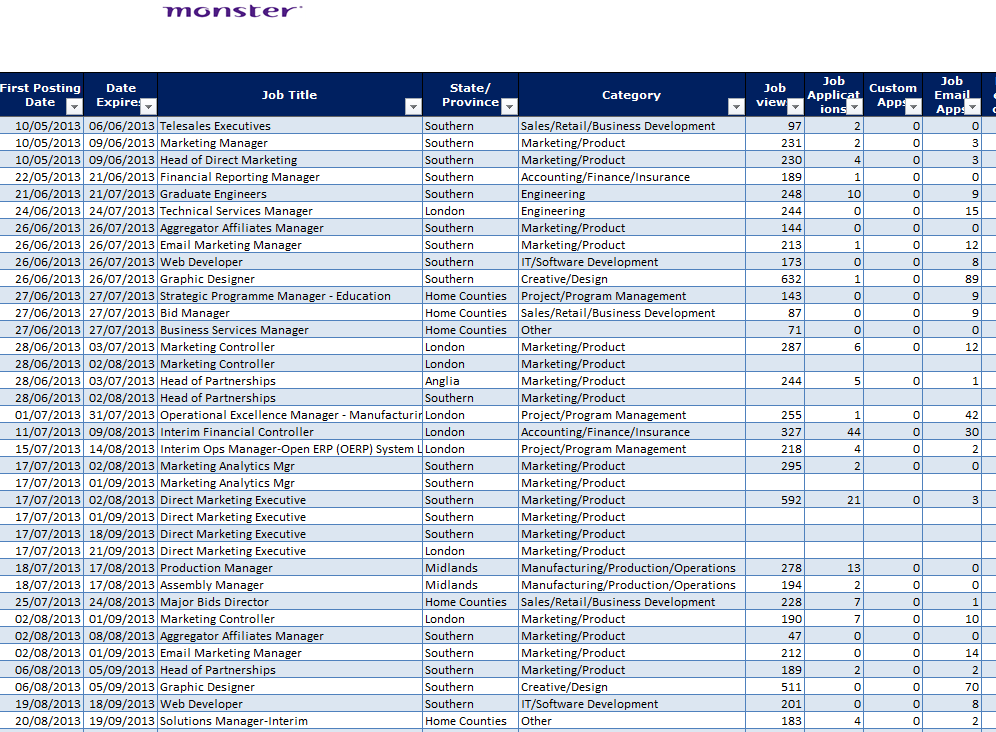 monster
First Posting Date Date Expires Job Title State/ Province Category Job view Job Applicat ions Custom Apps Job Email Apps
10/05/2013 06/06/2013 Telesales Executives Southern Sales/Retail/Business Development 97 2 0 0
10/05/2013 09/06/2013 Marketing Manager Southern Marketing/Product 231 2 0 3
10/05/2013 09/06/2013 Head of Direct Marketing Southern Marketing/Product 230 4 0 3
22/05/2013 21/06/2013 Financial Reporting Manager Southern Accounting/Finance/Insurance 189 1 0 0
21/06/2013 21/07/2013 Graduate Engineers Southern Engineering 248 10 0 9
24/06/2013 24/07/2013 Technical Services Manager London Engineering 244 0 0 15
26/06/2013 26/07/2013 Aggregator Affiliates Manager Southern Marketing/Product 144 0 0 0
26/06/2013 26/07/2013 Email Marketing Manager Southern Marketing/Product 213 1 0 12
26/06/2013 26/07/2013 Web Developer Southern IT/Software Development 173 0 0 8
26/06/2013 26/07/2013 Graphic Designer Southern Creative/Design 632 1 0 89
27/06/2013 27/07/2013 Strategic Programme Manager - Education Home Counties Project/Program Management 143 0 0 9
27/06/2013 27/07/2013 Bid Manager Home Counties Sales/Retail/Business Development 87 0 0 9
27/06/2013 27/07/2013 Business Services Manager Home Counties Other 71 0 0 0
28/06/2013 03/07/2013 Marketing Controller London Marketing/Product 287 6 0 12
28/06/2013 02/08/2013 Marketing Controller London Marketing/Product
28/06/2013 03/07/2013 Head of Partnerships Anglia Marketing/Product 244 5 0 1
28/06/2013 02/08/2013 Head of Partnerships Southern Marketing/Product
01/07/2013 31/07/2013 Operational Excellence Manager - Manufacturin London Project/Program Management 255 1 0 42
11/07/2013 09/08/2013 Interim Financial Controller London Accounting/Finance/Insurance 327 44 0 30
15/07/2013 14/08/2013 Interim Ops Manager-Open ERP (OERP) System L London Project/Program Management 218 4 0 2
17/07/2013 02/08/2013 Marketing Analytics Mgr Southern Marketing/Product 295 2 0 0
17/07/2013 01/09/2013 Marketing Analytics Mgr Southern Marketing/Product
17/07/2013 02/08/2013 Direct Marketing Executive Southern Marketing/Product 592 21 0 3
17/07/2013 01/09/2013 Direct Marketing Executive Southern Marketing/Product
17/07/2013 18/09/2013 Direct Marketing Executive Southern Marketing/Product
17/07/2013 21/09/2013 Direct Marketing Executive London Marketing/Product
18/07/2013 17/08/2013 Production Manager Midlands Manufacturing/Production/Operations 278 13 0 0
18/07/2013 17/08/2013 Assembly Manager Midlands Manufacturing/Production/Operations 194 2 0 0
25/07/2013 24/08/2013 Major Bids Director Home Counties Sales/Retail/Business Development 228 7 0 1
02/08/2013 01/09/2013 Marketing Controller London Marketing/Product 190 7 0 10
02/08/2013 08/08/2013 Aggregator Affiliates Manager Southern Marketing/Product 47 0 0 0
02/08/2013 01/09/2013 Email Marketing Manager Southern Marketing/Product 212 0 0 14
06/08/2013 05/09/2013 Head of Partnerships Southern Marketing/Product 189 2 0 2
06/08/2013 05/09/2013 Graphic Designer Southern Creative/Design 511 0 0 70
19/08/2013 18/09/2013 Web Developer Southern IT/Software Development 201 0 0 8
20/08/2013 19/09/2013 Solutions Manager-Interim Home Counties Other 183 4 0 2